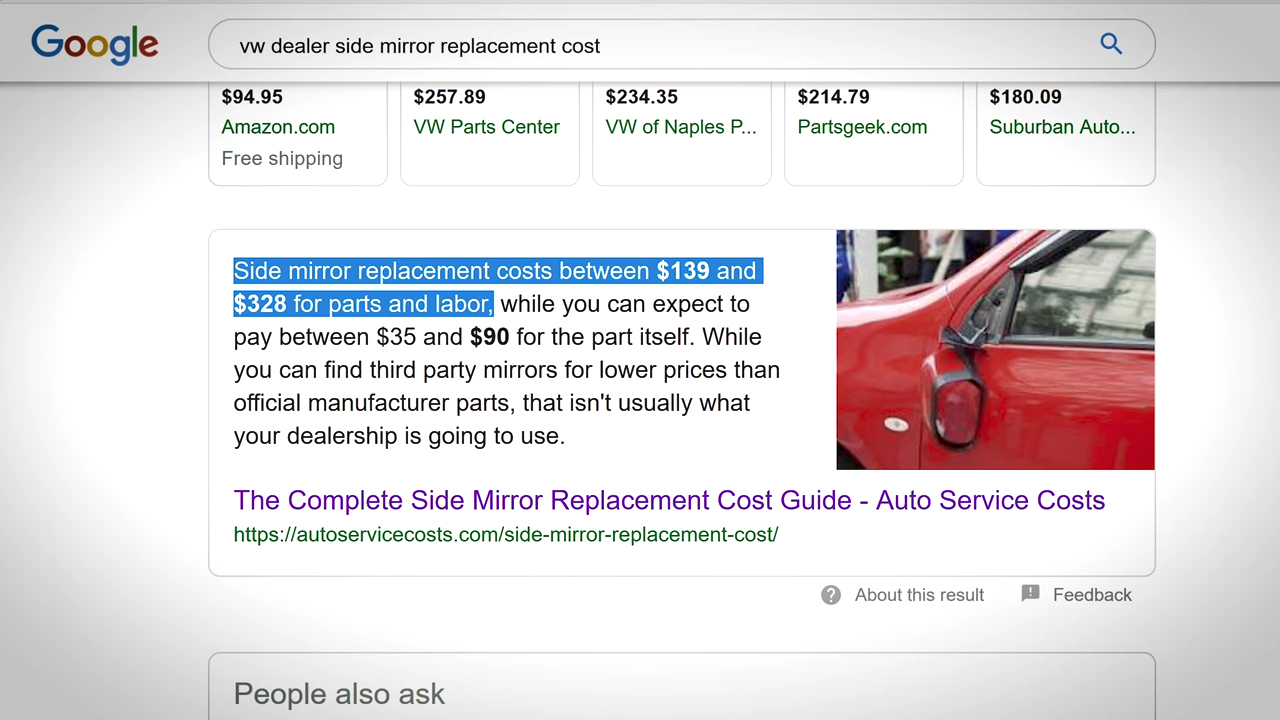 Google
vw dealer side mirror replacement cost
$94.95
$257.89
$234.35
$214.79
$180.09
Amazon.com
VW Parts Center
VW of Naples P...
Partsgeek.com
Suburban Auto...
Free shipping
Side mirror replacement costs between $139 and
$328 for parts and labor, while you can expect to
pay between $35 and $90 for the part itself. While
you can find third party mirrors for lower prices than
official manufacturer parts, that isn't usually what
your dealership is going to use.
The Complete Side Mirror Replacement Cost Guide - Auto Service Costs
https://autoservicecosts.com/side-mirror-replacement-cost/
About this result
Feedback
People also ask